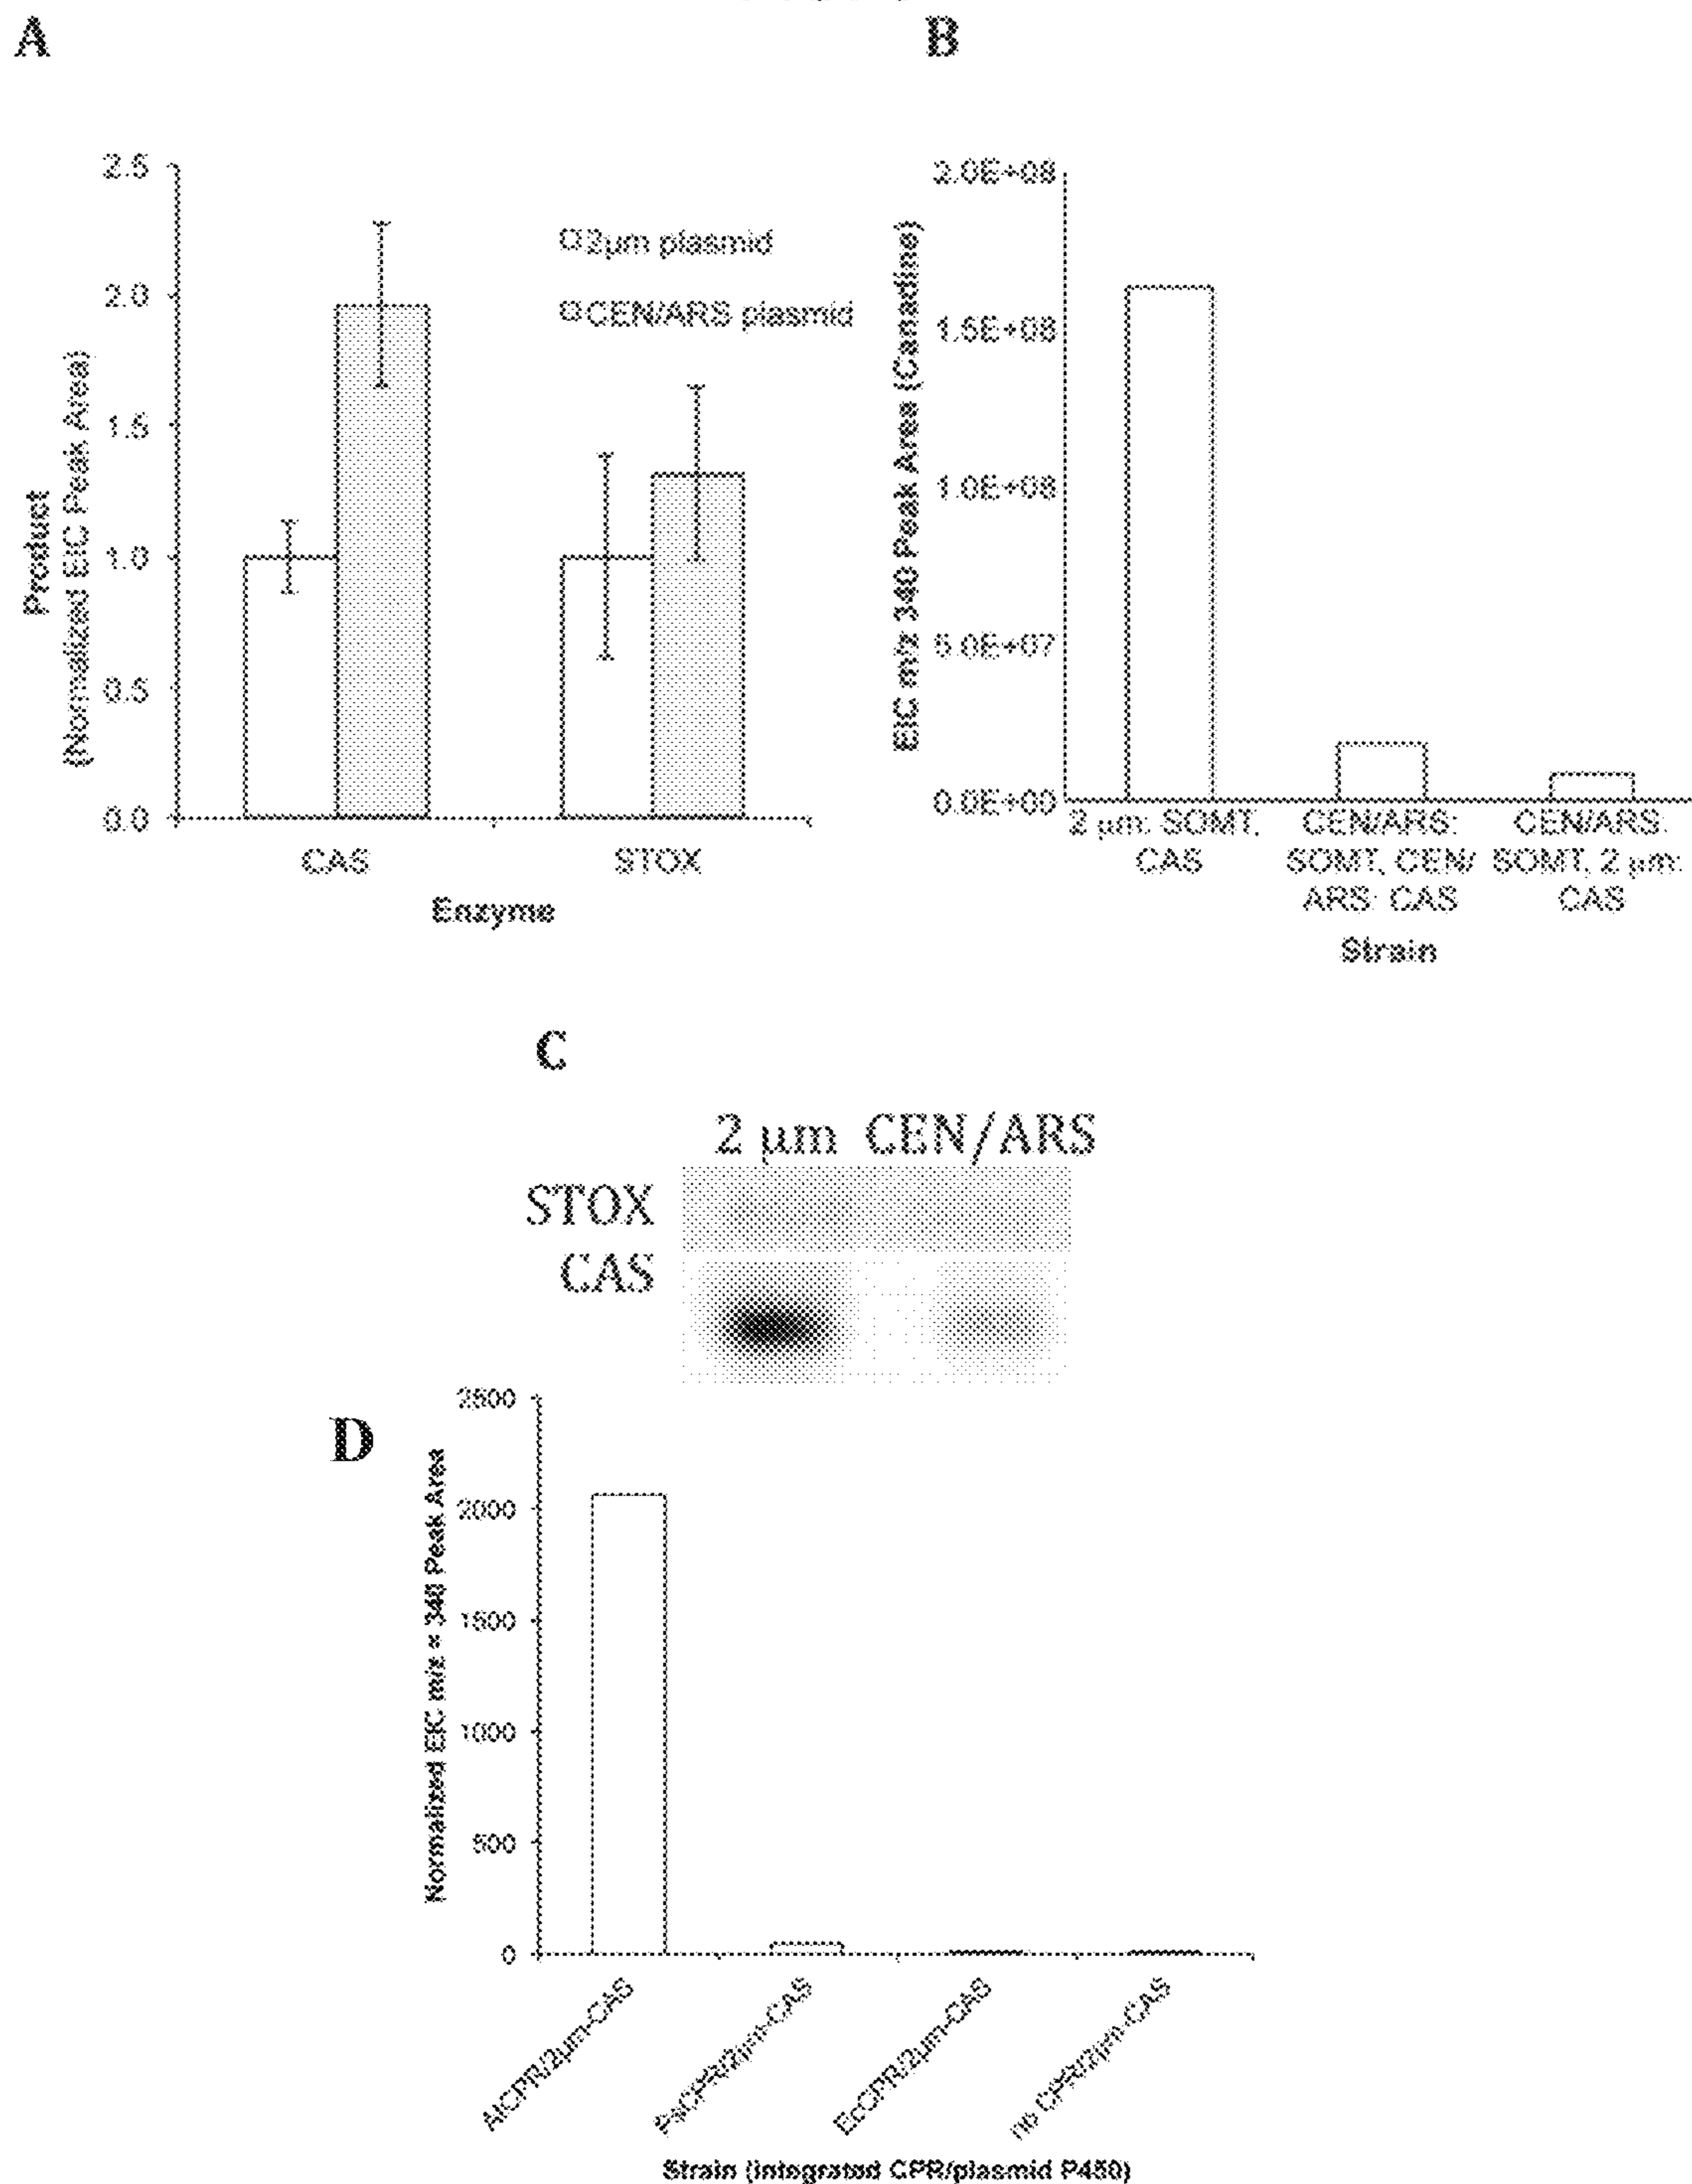 A
2.5
2.0
1.5
1.0
0.5
0.0
Product
(Normalized EIC Peak Area)
2µm plasmid
CEN/ARS plasmid
CAS
STOX
Enzyme
B
2.0E+08
1.5E+08
1.0E+08
5.0E+07
0.0E+00
EIC m/z 340 Peak Area (Canadine)
2 µm: SOMT,
CAS
CEN/ARS:
SOMT, CEN/
ARS: CAS
CEN/ARS:
SOMT, 2 µm:
CAS
Strain
C
2 µm CEN/ARS
STOX
CAS
D
2500
2000
1500
1000
500
0
Normalized EIC m/z = 340 Peak Area
AtCPR/2µm-CAS
PsCPR/2µm-CAS
EcCPR/2µm-CAS
no CPR/2µm-CAS
Strain (integrated CPR/plasmid P450)